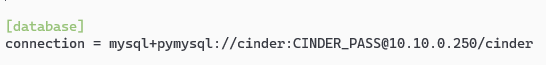 [database]
connection = mysql+pymysql://cinder:CINDER_PASS@10.10.0.250/cinder